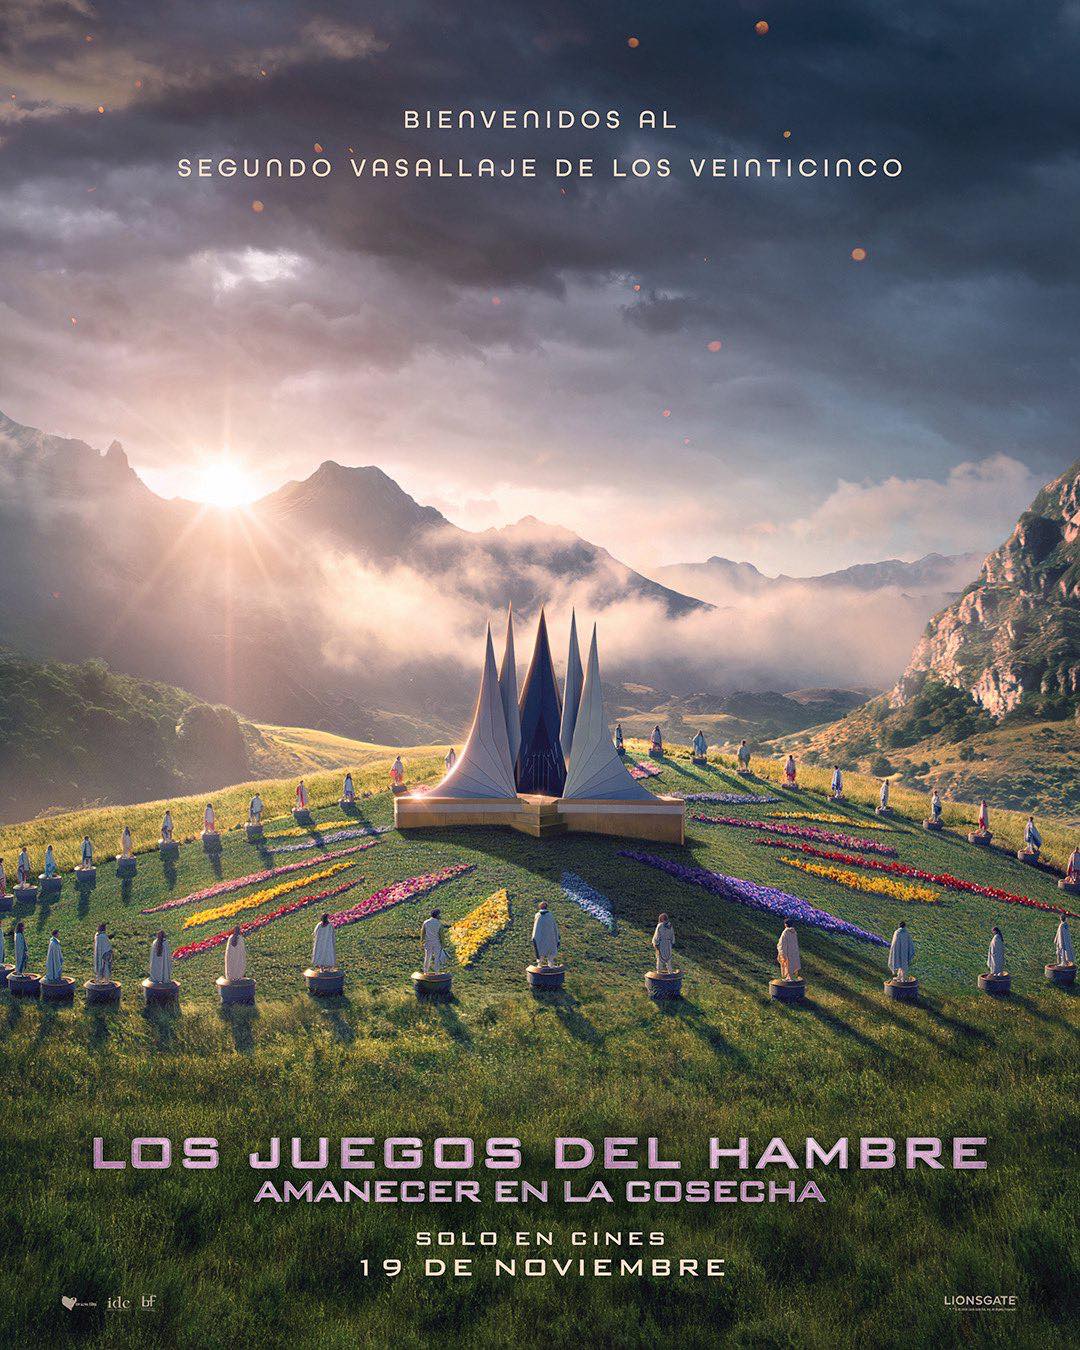 BIENVENIDOS AL
SEGUNDO VASALLAJE DE LOS VEINTICINCO
LOS JUEGOS DEL HAMBRE
AMANECER EN LA COSECHA
SOLO EN CINES
19 DE NOVIEMBRE
idc bf
LIONSGATE